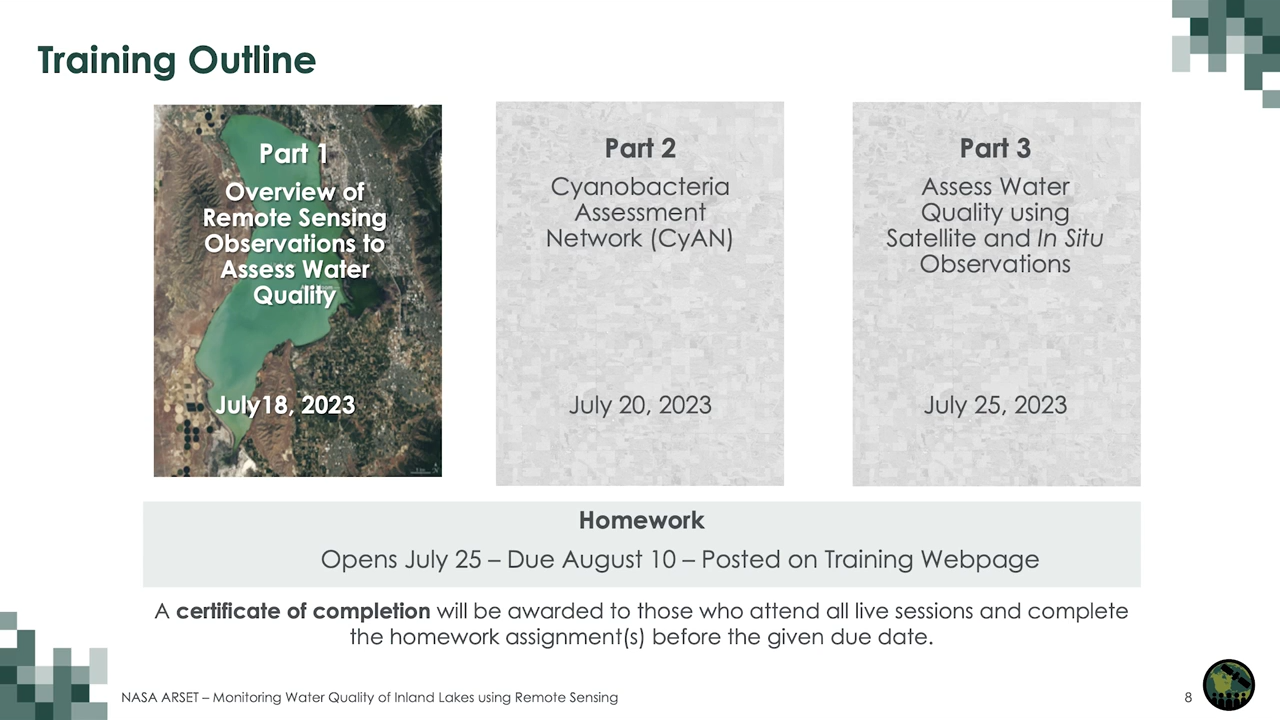 Training Outline
Part 1
Overview of
Remote Sensing
Observations to
Assess Water
Quality
July18, 2023
Part 2
Cyanobacteria
Assessment
Network (CyAN)
July 20, 2023
Part 3
Assess Water
Quality using
Satellite and In Situ
Observations
July 25, 2023
Homework
Opens July 25 – Due August 10 – Posted on Training Webpage
A certificate of completion will be awarded to those who attend all live sessions and complete
the homework assignment(s) before the given due date.
NASA ARSET – Monitoring Water Quality of Inland Lakes using Remote Sensing
8